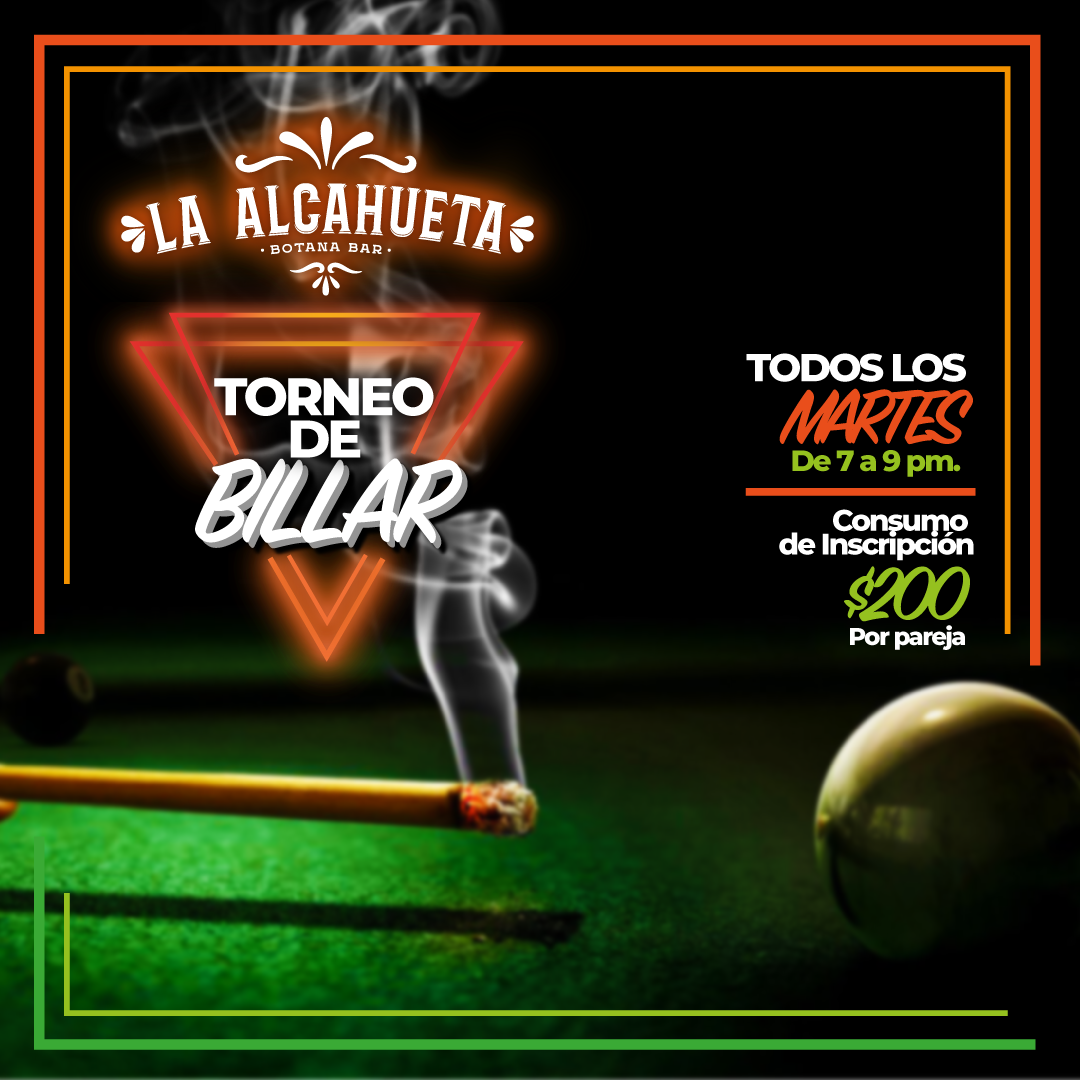 LA ALCAHUETA
• BOTANA BAR •
TORNEO
DE
BILLAR
TODOS LOS
MARTES
De 7 a 9 pm.
Consumo
de Inscripción
$200
Por pareja